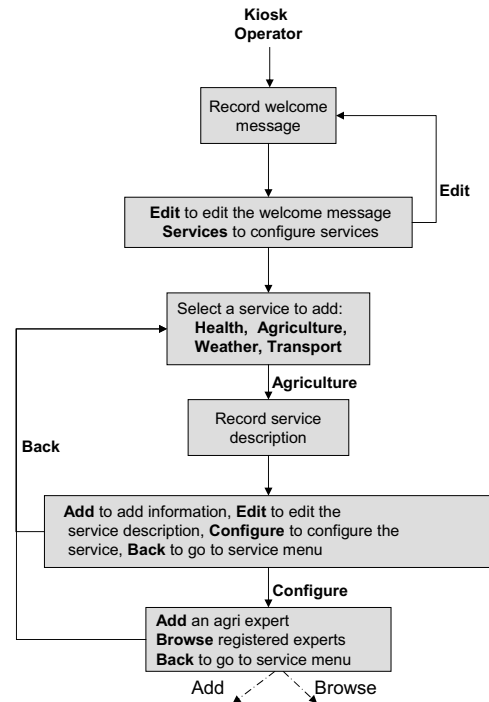 Kiosk
Operator
Record welcome
message
Edit to edit the welcome message
Services to configure services
Edit
Select a service to add:
Health, Agriculture,
Weather, Transport
Agriculture
Record service
description
Back
Add to add information, Edit to edit the
service description, Configure to configure the
service, Back to go to service menu
Configure
Add an agri expert
Browse registered experts
Back to go to service menu
Add
Browse